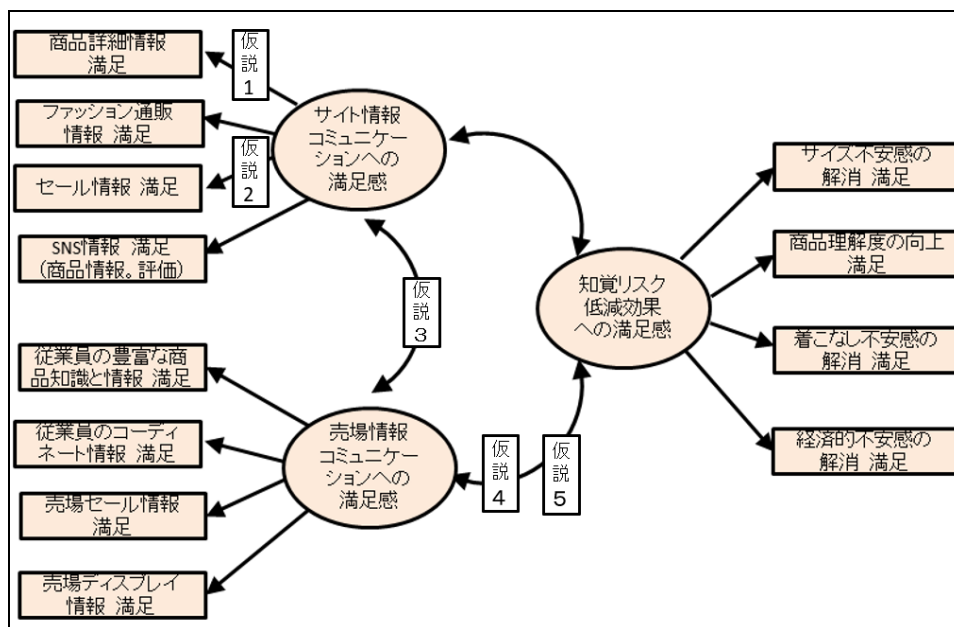 商品詳細情報
満足
仮
説
1
ファッション通販
情報 満足
仮
説
2
セール情報 満足
SNS情報 満足
(商品情報。評価)
サイト情報
コミュニケー
ションへの
満足感
仮
説
3
従業員の豊富な商
品知識と情報 満足
従業員のコーディ
ネート情報 満足
売場セール情報
満足
売場ディスプレイ
情報 満足
売場情報
コミュニケー
ションへの
満足感
仮
説
4
仮
説
5
知覚リスク
低減効果
への満足感
サイズ不安感の
解消 満足
商品理解度の向上
満足
着こなし不安感の
解消 満足
経済的不安感の
解消 満足